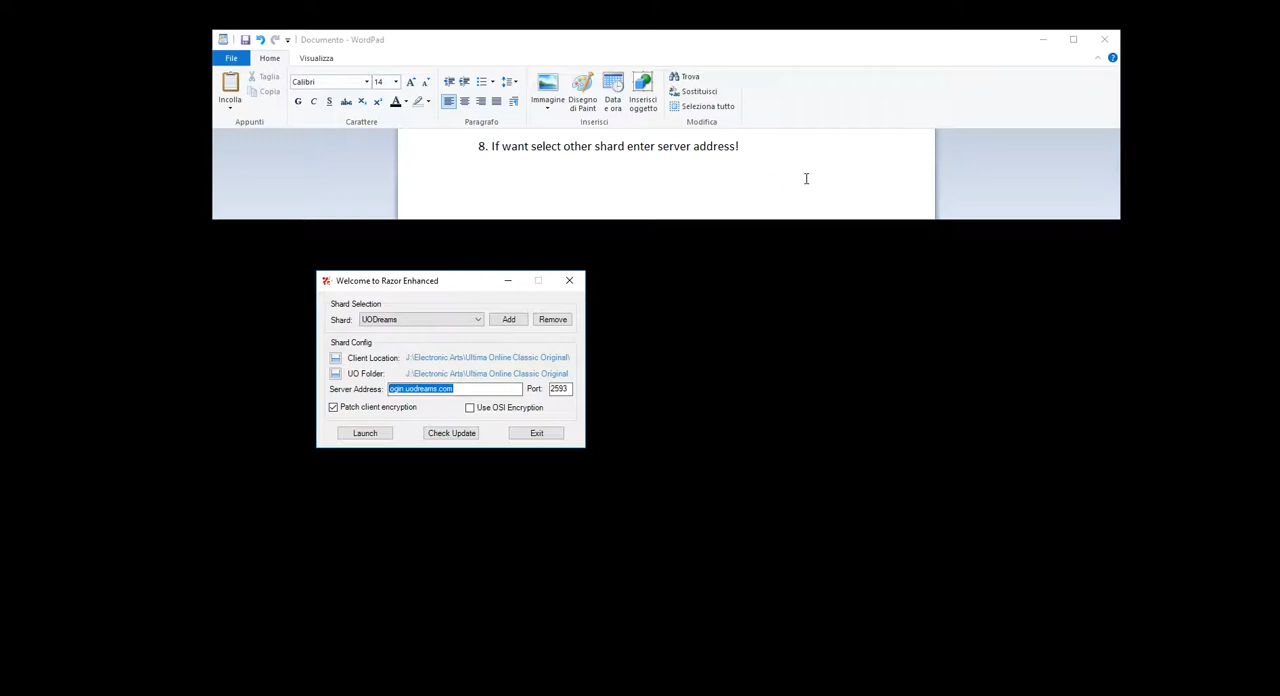 Documento - WordPad
File Home Visualizza
Incolla
Taglia
Copia
Appunti
Calibri 14
G C S abc X₂ X² A
Carattere
Paragrafo
Immagine
Disegno di Paint
Data e ora
Inserisci oggetto
Inserisci
Trova
Sostituisci
Seleziona tutto
Modifica
8. If want select other shard enter server address!
Welcome to Razor Enhanced
Shard Selection
Shard: UODreams Add Remove
Shard Config
Client Location: J:\Electronic Arts\Ultima Online Classic Original\
UO Folder: J:\Electronic Arts\Ultima Online Classic Original
Server Address: ogin.uodreams.com Port: 2593
Patch client encryption Use OSI Encryption
Launch Check Update Exit